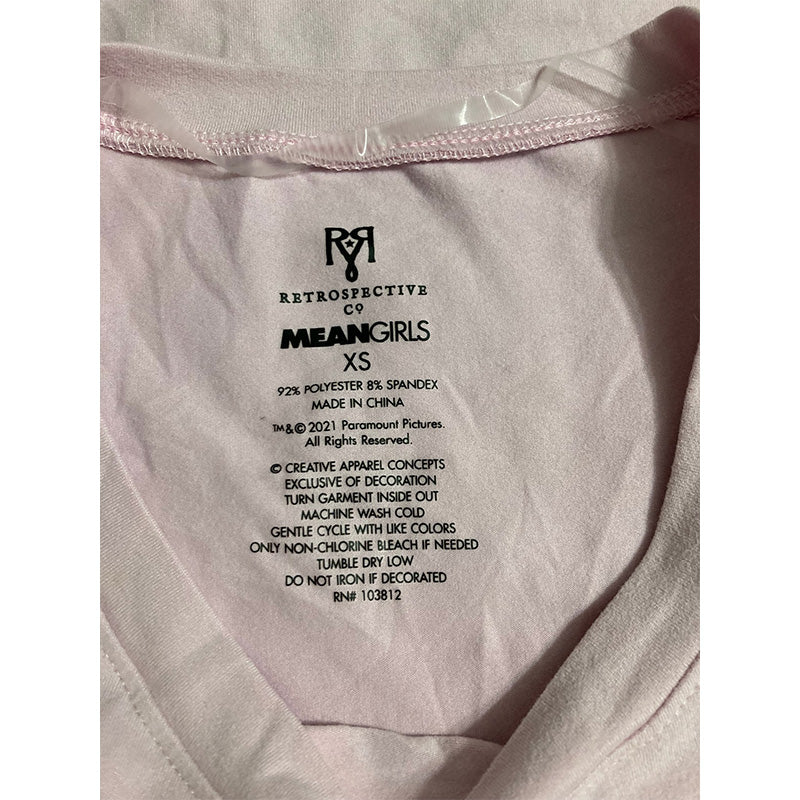 RR
RETROSPECTIVE
CO
MEANGIRLS
XS
92% POLYESTER 8% SPANDEX
MADE IN CHINA
™&© 2021 Paramount Pictures.
All Rights Reserved.
© CREATIVE APPAREL CONCEPTS
EXCLUSIVE OF DECORATION
TURN GARMENT INSIDE OUT
MACHINE WASH COLD
GENTLE CYCLE WITH LIKE COLORS
ONLY NON-CHLORINE BLEACH IF NEEDED
TUMBLE DRY LOW
DO NOT IRON IF DECORATED
RN# 103812